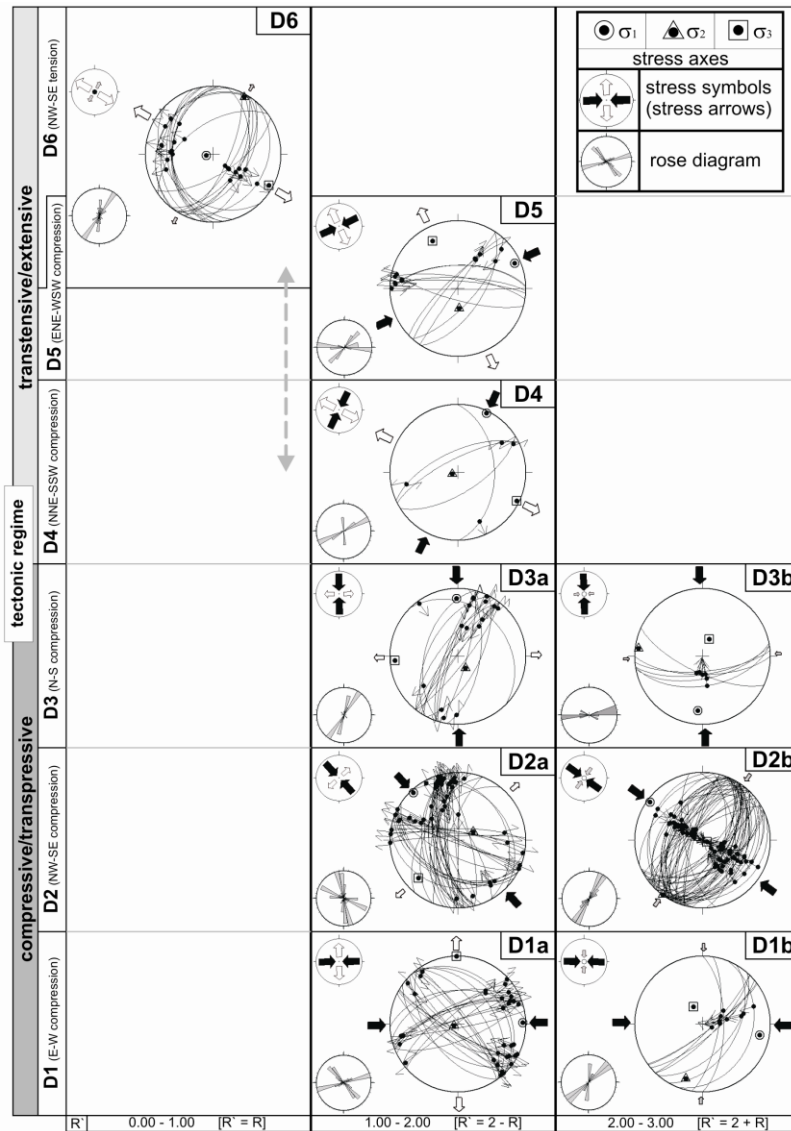 D6
σ1 σ2 σ3
stress axes
stress symbols
(stress arrows)
rose diagram
tectonic regime
transtensive/extensive
compressive/transpressive
D6 (NW-SE tension)
D5 (ENE-WSW compression)
D5
D4 (NNE-SSW compression)
D4
D3 (N-S compression)
D3a
D3b
D2 (NW-SE compression)
D2a
D2b
D1 (E-W compression)
D1a
D1b
R` 0.00 - 1.00 [R` = R] 1.00 - 2.00 [R` = 2 - R] 2.00 - 3.00 [R` = 2 + R]